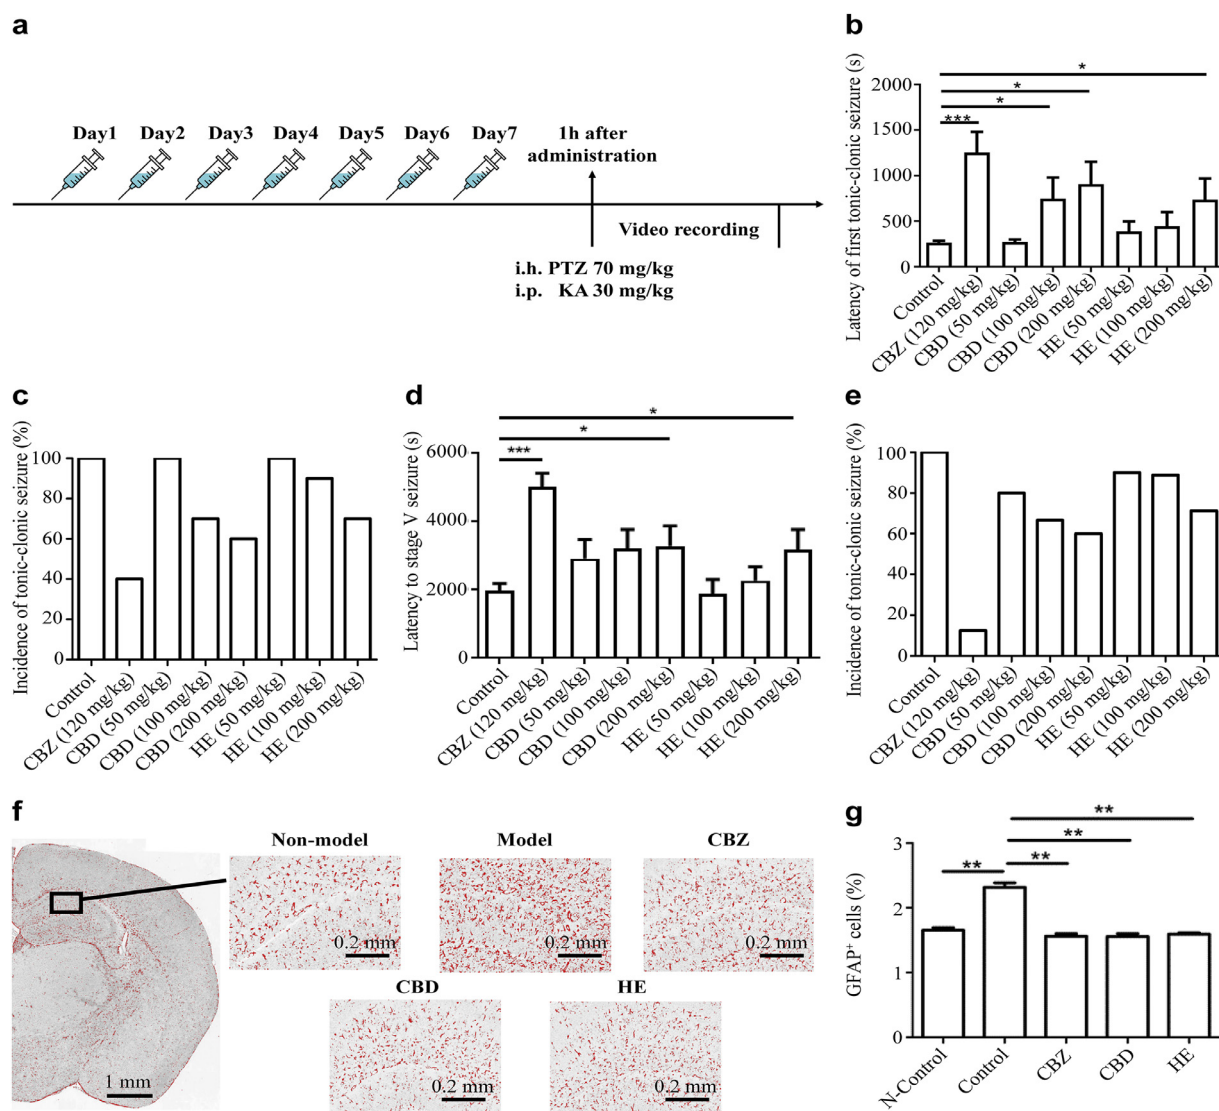 a
Day1 Day2 Day3 Day4 Day5 Day6 Day7 1h after
administration
Video recording
i.h. PTZ 70 mg/kg
i.p. KA 30 mg/kg
b
Latency of first tonic-clonic seizure (s)
2000
1500
1000
500
0
*
*
*
***
Control
CBZ (120 mg/kg)
CBD (50 mg/kg)
CBD (100 mg/kg)
CBD (200 mg/kg)
HE (50 mg/kg)
HE (100 mg/kg)
HE (200 mg/kg)
c
Incidence of tonic-clonic seizure (%)
100
80
60
40
20
0
Control
CBZ (120 mg/kg)
CBD (50 mg/kg)
CBD (100 mg/kg)
CBD (200 mg/kg)
HE (50 mg/kg)
HE (100 mg/kg)
HE (200 mg/kg)
d
Latency to stage V seizure (s)
6000
4000
2000
0
*
*
***
Control
CBZ (120 mg/kg)
CBD (50 mg/kg)
CBD (100 mg/kg)
CBD (200 mg/kg)
HE (50 mg/kg)
HE (100 mg/kg)
HE (200 mg/kg)
e
Incidence of tonic-clonic seizure (%)
100
80
60
40
20
0
Control
CBZ (120 mg/kg)
CBD (50 mg/kg)
CBD (100 mg/kg)
CBD (200 mg/kg)
HE (50 mg/kg)
HE (100 mg/kg)
HE (200 mg/kg)
f
1 mm
Non-model
0.2 mm
Model
0.2 mm
CBZ
0.2 mm
CBD
0.2 mm
HE
0.2 mm
g
GFAP⁺ cells (%)
3
2
1
0
**
**
**
**
N-Control
Control
CBZ
CBD
HE